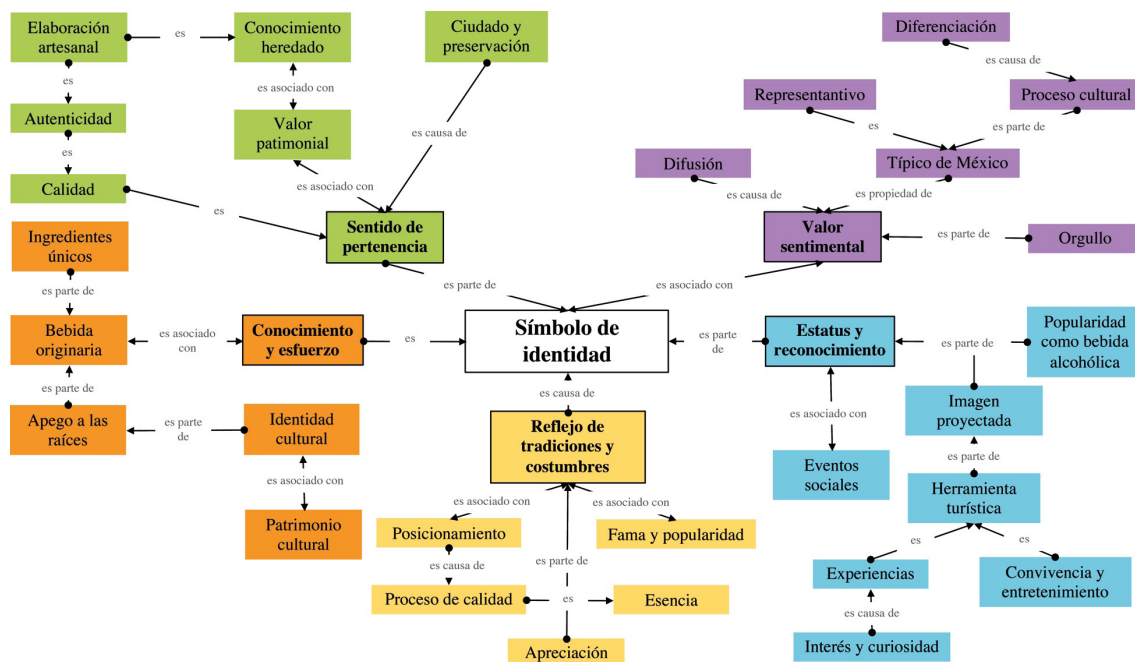 Elaboración
artesanal
es
Conocimiento
heredado
Ciudado y
preservación
Diferenciación
es causa de
es
es asociado con
Representantivo
Proceso cultural
Autenticidad
Valor
patimonial
es causa de
es
es parte de
es
Difusión
Típico de México
Calidad
es asociado con
es causa de
es propiedad de
es
Sentido de
pertenencia
Valor
sentimental
es parte de
Orgullo
Ingredientes
únicos
es parte de
es parte de
es asociado con
Bebida
originaria
es asociado
con
Conocimiento
y esfuerzo
es
Símbolo de
identidad
es parte
de
Estatus y
reconocimiento
Popularidad
como bebida
alcohólica
es parte de
es parte de
es causa de
Apego a las
raíces
es parte
de
Identidad
cultural
Reflejo de
tradiciones y
costumbres
es asociado con
Imagen
proyectada
es asociado con
Eventos
sociales
es parte de
Patrimonio
cultural
es asociado con
es asociado con
Herramienta
turística
Posicionamiento
es parte de
Fama y popularidad
es
es
es causa de
Experiencias
Convivencia y
entretenimiento
Proceso de calidad
es
Esencia
es causa de
Apreciación
Interés y curiosidad